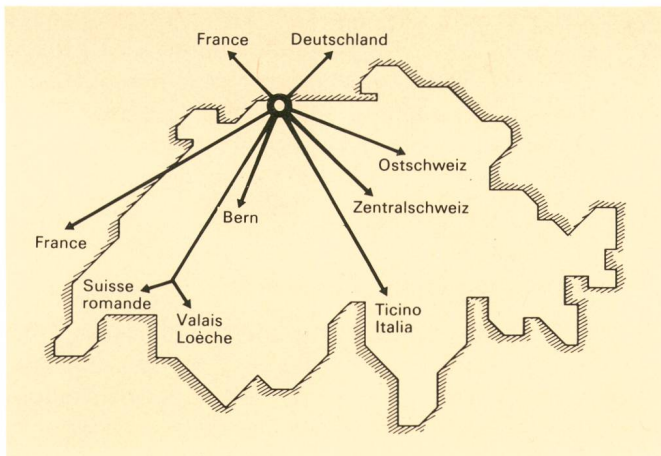 France
Deutschland
Ostschweiz
Zentralschweiz
Bern
France
Suisse
romande
Valais
Loèche
Ticino
Italia